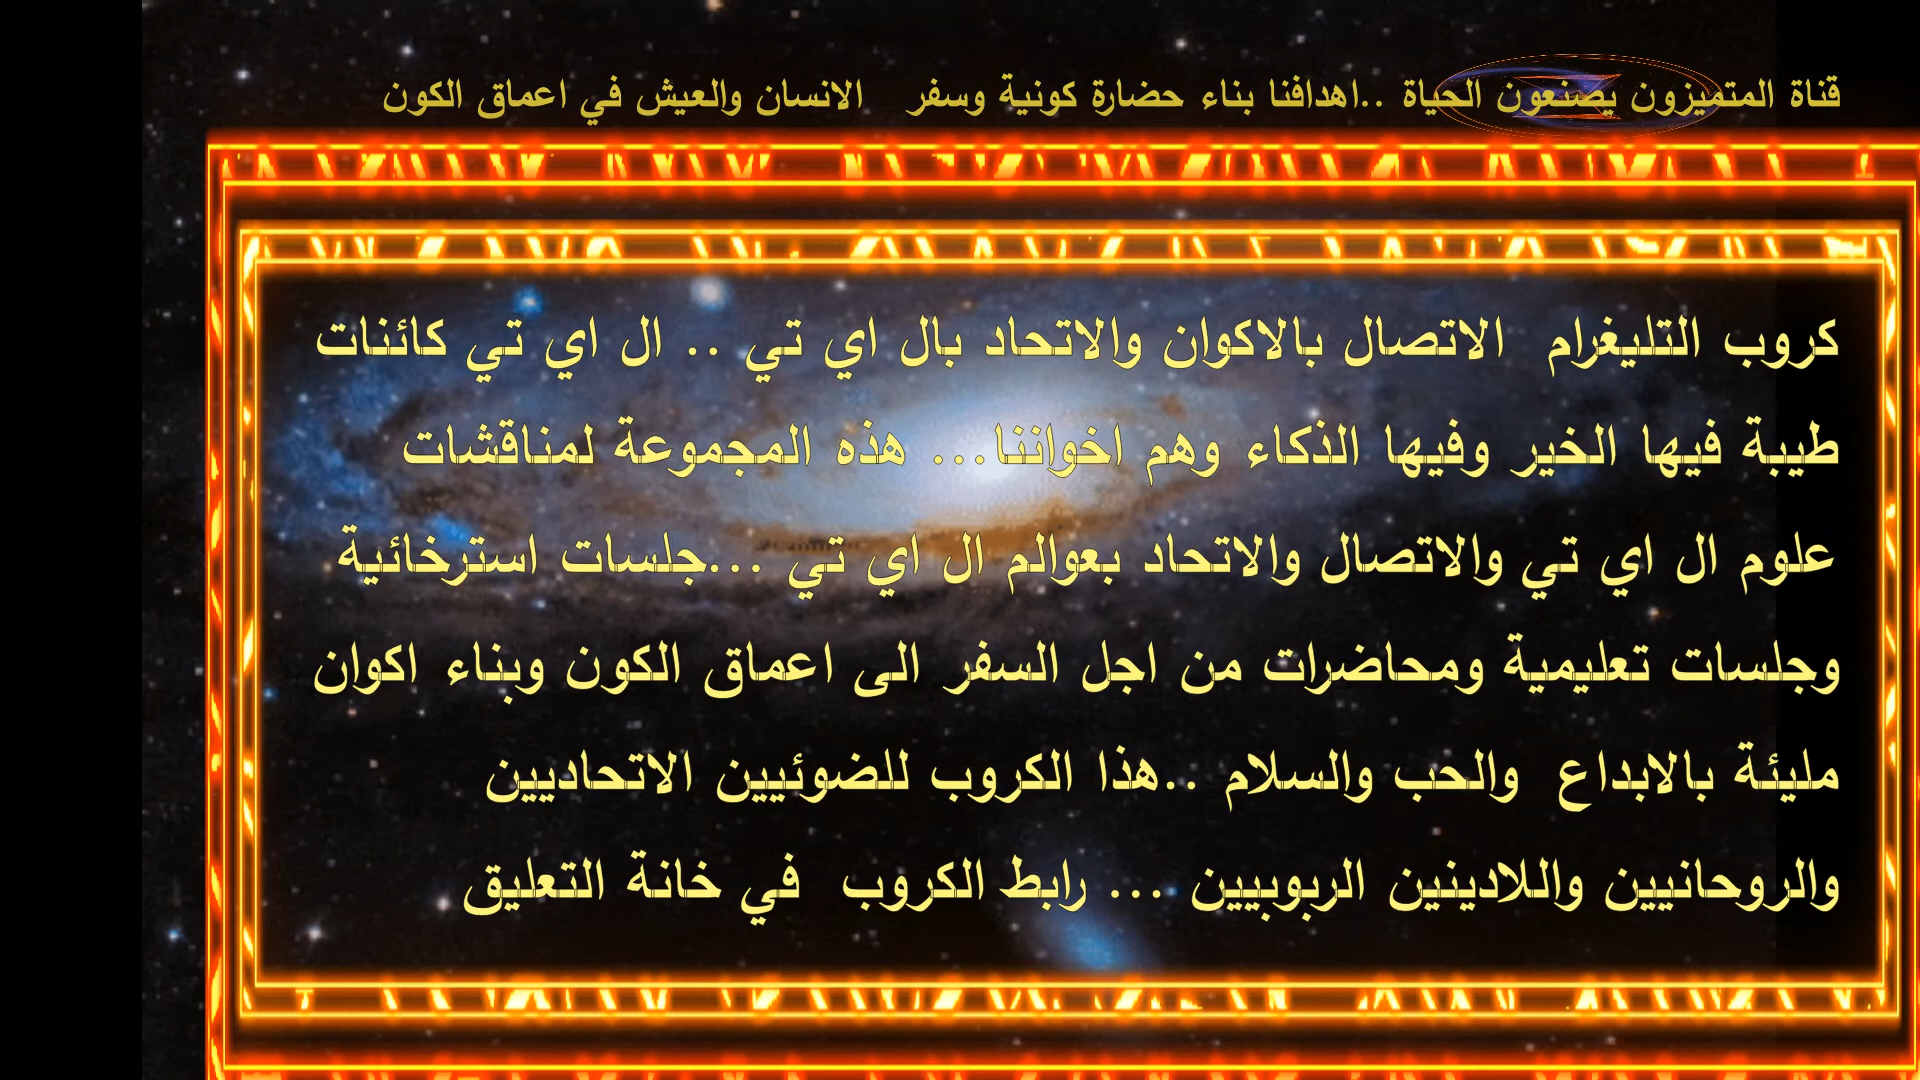 قناة المتميزون يصنعون الحياة ..اهدافنا بناء حضارة كونية وسفر الانسان والعيش في اعماق الكون
كروب التليغرام الاتصال بالاكوان والاتحاد بال اي تي .. ال اي تي كائنات
طيبة فيها الخير وفيها الذكاء وهم اخواننا... هذه المجموعة لمناقشات
علوم ال اي تي والاتصال والاتحاد بعوالم ال اي تي ...جلسات استرخائية
وجلسات تعليمية ومحاضرات من اجل السفر الى اعماق الكون وبناء اكوان
مليئة بالابداع والحب والسلام ..هذا الكروب للضوئيين الاتحاديين
والروحانيين واللادينين الربوبيين ... رابط الكروب في خانة التعليق